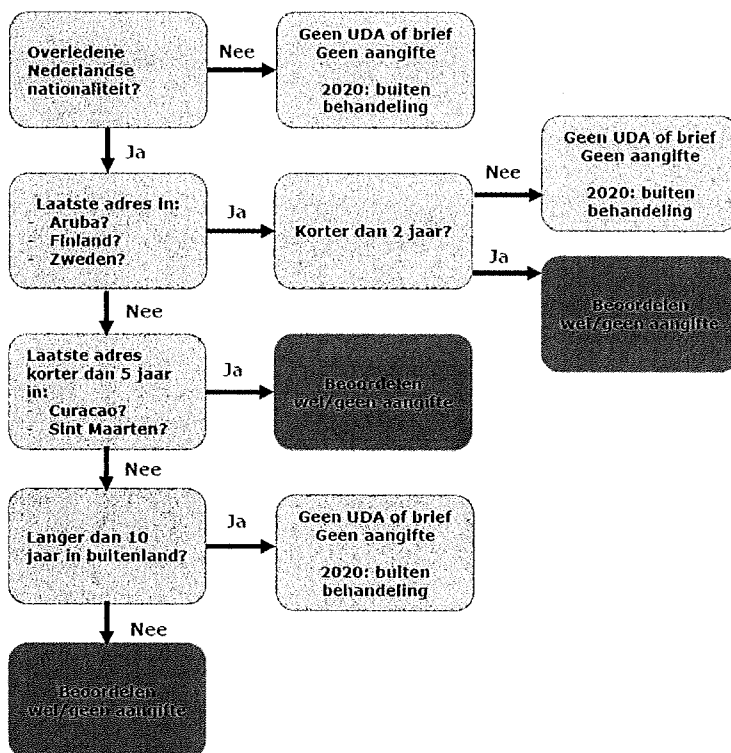 Overledene
Nederlandse
nationaliteit?
Nee
Geen UDA of brief
Geen aangifte
2020: buiten
behandeling
Ja
Laatste adres in:
- Aruba?
- Finland?
- Zweden?
Ja
Korter dan 2 jaar?
Nee
Geen UDA of brief
Geen aangifte
2020: buiten
behandeling
Ja
Beoordelen
wel/geen aangifte
Nee
Laatste adres
korter dan 5 jaar
in:
- Curacao?
- Sint Maarten?
Ja
Beoordelen
wel/geen aangifte
Nee
Langer dan 10
jaar in buitenland?
Ja
Geen UDA of brief
Geen aangifte
2020: buiten
behandeling
Nee
Beoordelen
wel/geen aangifte